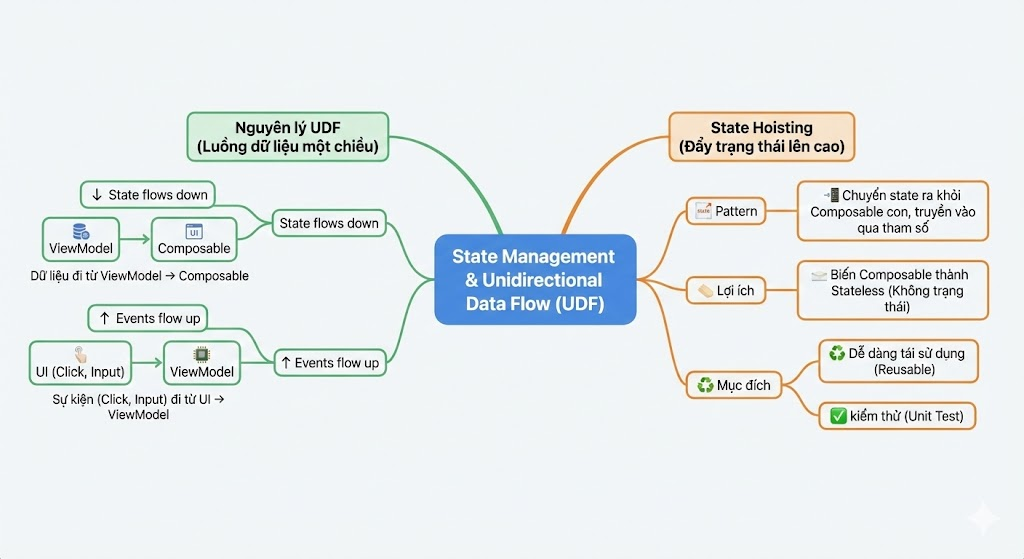 Nguyên lý UDF
(Luồng dữ liệu một chiều)
↓ State flows down
State flows down
ViewModel
UI
Composable
Dữ liệu đi từ ViewModel → Composable
↑ Events flow up
↑ Events flow up
UI (Click, Input)
ViewModel
Sự kiện (Click, Input) đi từ UI →
ViewModel
State Management
& Unidirectional
Data Flow (UDF)
State Hoisting
(Đẩy trạng thái lên cao)
State
Pattern
Chuyển state ra khỏi
Composable con, truyền vào
qua tham số
Lợi ích
Biến Composable thành
Stateless (Không trạng
thái)
Mục đích
Dễ dàng tái sử dụng
(Reusable)
kiểm thử (Unit Test)